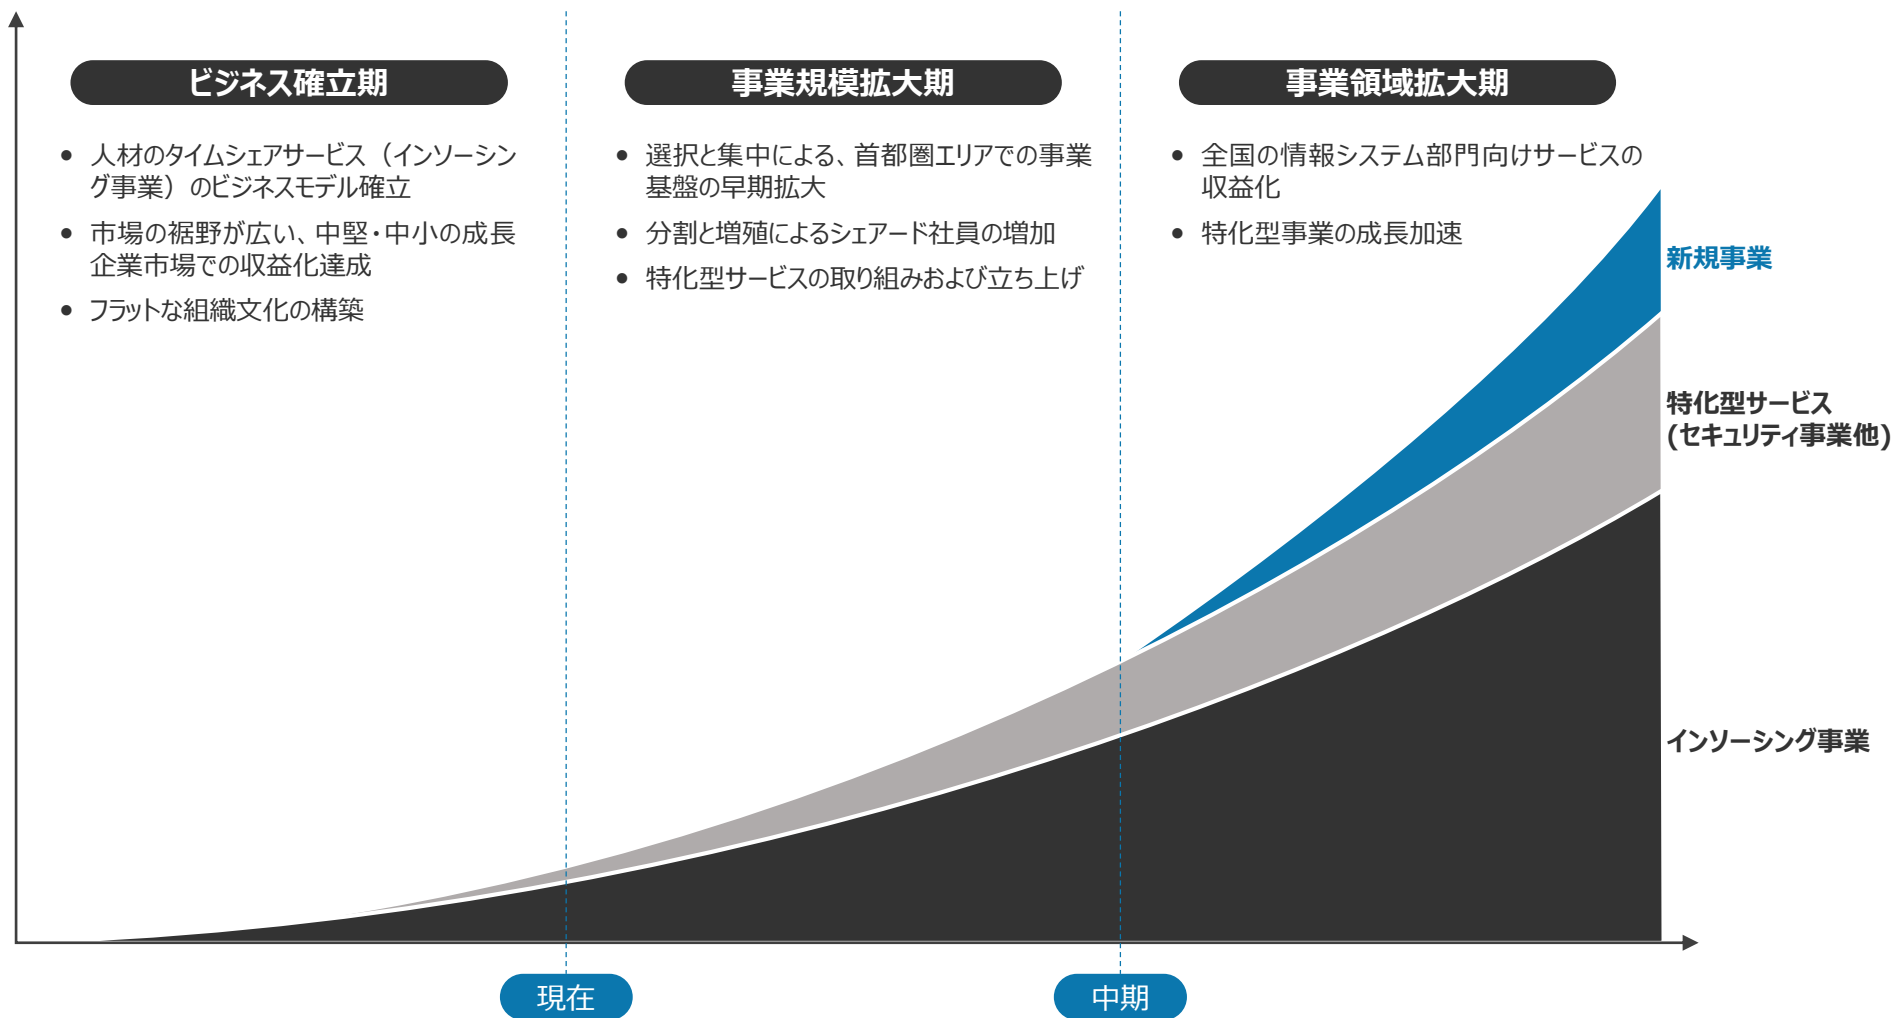 ビジネス確立期
人材のタイムシェアサービス（インソーシン
グ事業）のビジネスモデル確立
市場の裾野が広い、中堅・中小の成長
企業市場での収益化達成
フラットな組織文化の構築
事業規模拡大期
選択と集中による、首都圏エリアでの事業
基盤の早期拡大
分割と増殖によるシェアード社員の増加
特化型サービスの取り組みおよび立ち上げ
事業領域拡大期
全国の情報システム部門向けサービスの
収益化
特化型事業の成長加速
新規事業
特化型サービス
(セキュリティ事業他)
インソーシング事業
現在
中期